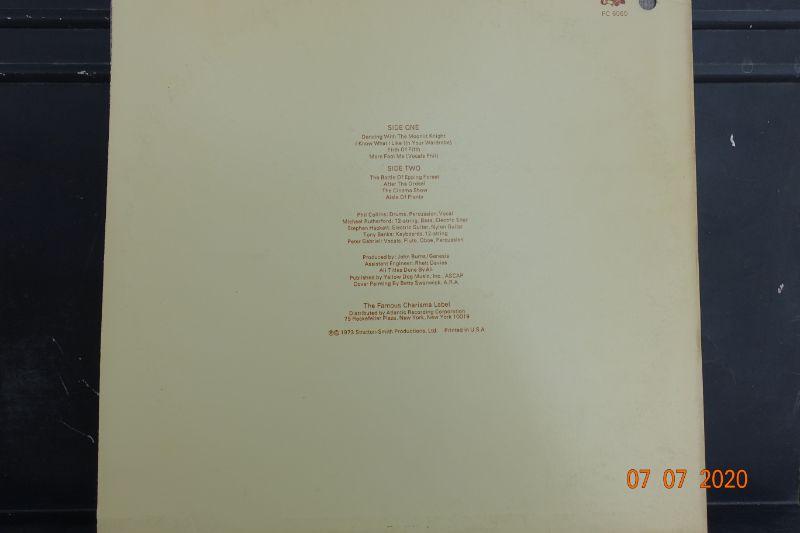 FC 6060
SIDE ONE
Dancing With The Moonlit Knight
I Know What I Like (In Your Wardrobe)
Firth Of Fifth
More Fool Me (Vocals Phil)
SIDE TWO
The Battle Of Epping Forest
After The Ordeal
The Cinema Show
Aisle Of Plenty
Phil Collins: Drums, Percussion, Vocal
Michael Rutherford: 12-string, Bass, Electric Sitar
Stephen Hackett: Electric Guitar, Nylon Guitar
Tony Banks: Keyboards, 12-string
Peter Gabriel: Vocals, Flute, Oboe, Percussion
Produced by: John Burns/Genesis
Assistant Engineer: Rhett Davies
All Titles Done By All
Published by Yellow Dog Music, Inc., ASCAP
Cover Painting By Betty Swanwick, A.R.A.
The Famous Charisma Label
Distributed by Atlantic Recording Corporation
75 Rockefeller Plaza, New York, New York 10019
℗© 1973 Stratton-Smith Productions, Ltd. Printed in U.S.A.
07 07 2020